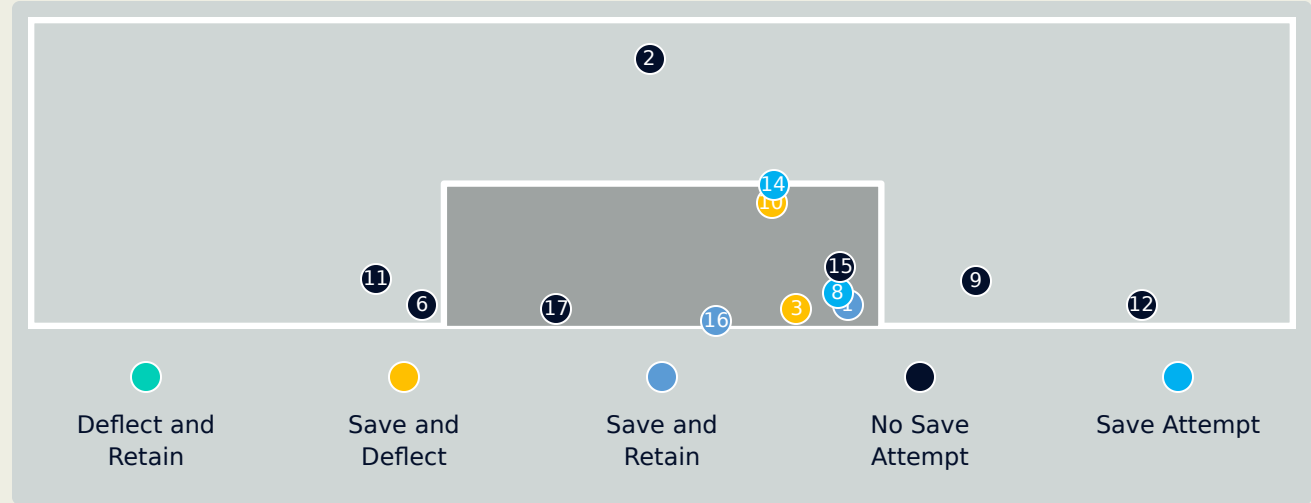 2
14
10
15
11
9
8
1
6
12
17
3
16
Deflect and
Retain
Save and
Deflect
Save and
Retain
No Save
Attempt
Save Attempt